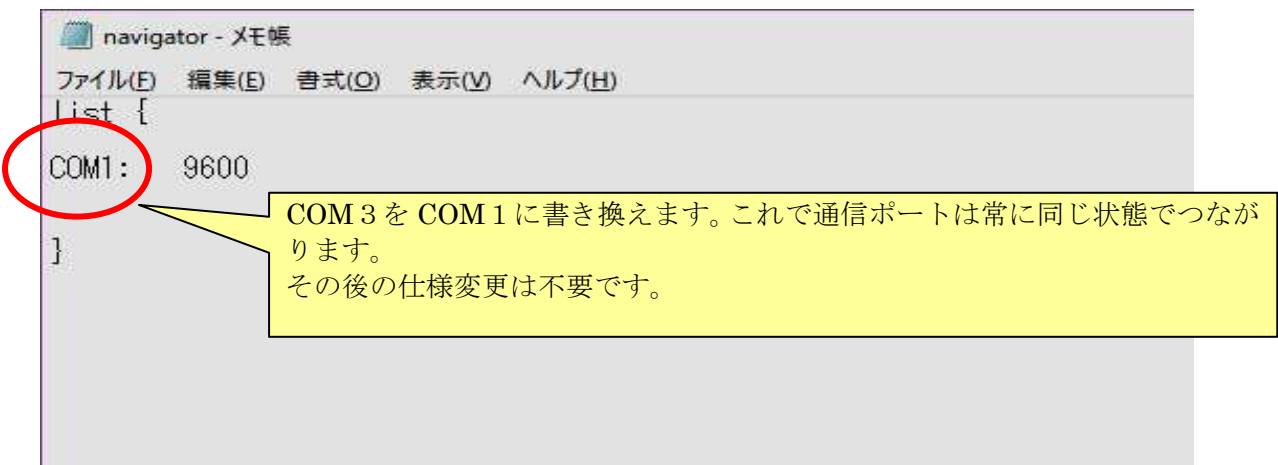 navigator - メモ帳
ファイル(F) 編集(E) 書式(O) 表示(V) ヘルプ(H)
List {
COM1: 9600
COM３を COM１に書き換えます。これで通信ポートは常に同じ状態でつなが
ります。
その後の仕様変更は不要です。
}